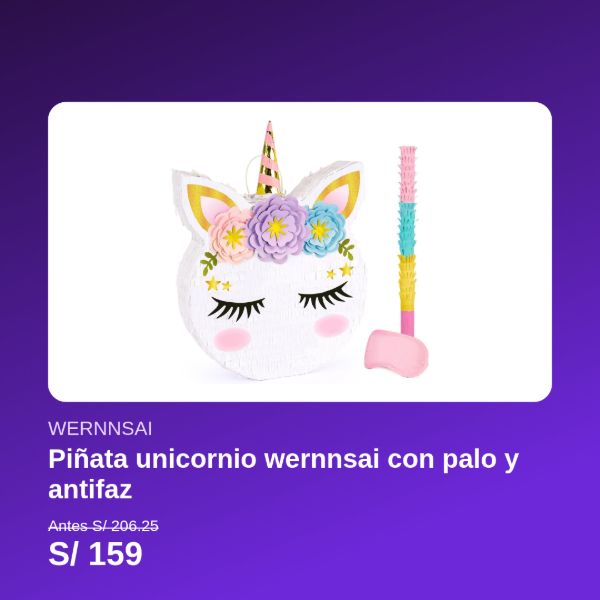 WERNNSAI
Piñata unicornio wernnsai con palo y
antifaz
Antes S/ 206.25
S/ 159